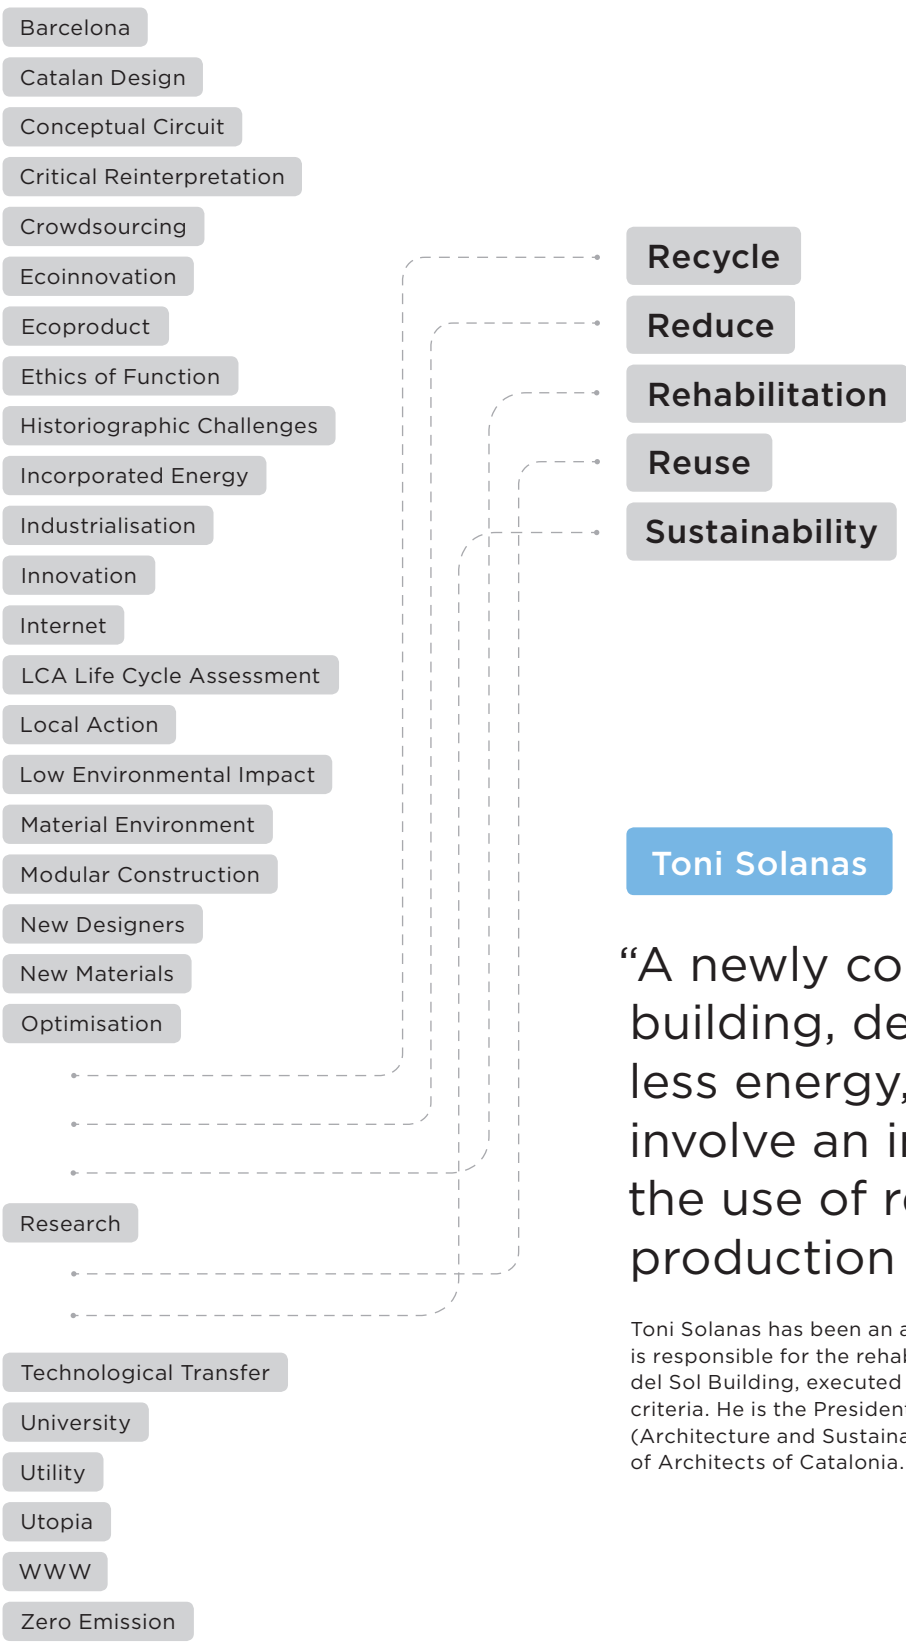 Barcelona
Catalan Design
Conceptual Circuit
Critical Reinterpretation
Crowdsourcing
Ecoinnovation
Ecoproduct
Ethics of Function
Historiographic Challenges
Incorporated Energy
Industrialisation
Innovation
Internet
LCA Life Cycle Assessment
Local Action
Low Environmental Impact
Material Environment
Modular Construction
New Designers
New Materials
Optimisation
Research
Technological Transfer
University
Utility
Utopia
WWW
Zero Emission
Recycle
Reduce
Rehabilitation
Reuse
Sustainability
Toni Solanas
“A newly co
building, de
less energy,
involve an i
the use of r
production
Toni Solanas has been an a
is responsible for the rehab
del Sol Building, executed
criteria. He is the President
(Architecture and Sustaina
of Architects of Catalonia.